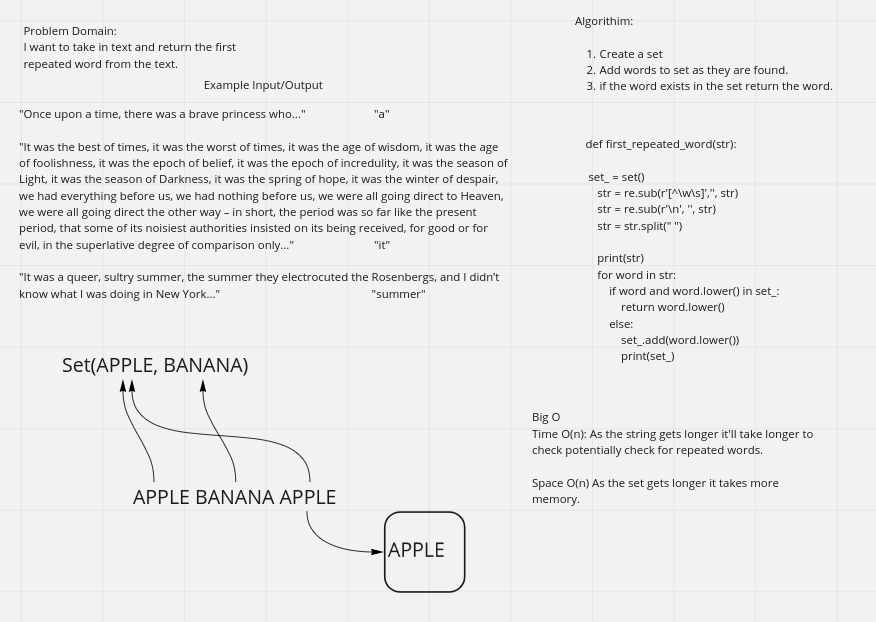 Problem Domain:
I want to take in text and return the first
repeated word from the text.
Example Input/Output
"Once upon a time, there was a brave princess who..." "a"
"It was the best of times, it was the worst of times, it was the age of wisdom, it was the age
of foolishness, it was the epoch of belief, it was the epoch of incredulity, it was the season of
Light, it was the season of Darkness, it was the spring of hope, it was the winter of despair,
we had everything before us, we had nothing before us, we were all going direct to Heaven,
we were all going direct the other way – in short, the period was so far like the present
period, that some of its noisiest authorities insisted on its being received, for good or for
evil, in the superlative degree of comparison only..." "it"
"It was a queer, sultry summer, the summer they electrocuted the Rosenbergs, and I didn’t
know what I was doing in New York..." "summer"
Set(APPLE, BANANA)
APPLE BANANA APPLE
APPLE
Algorithim:
1. Create a set
2. Add words to set as they are found.
3. if the word exists in the set return the word.
def first_repeated_word(str):
set_ = set()
str = re.sub(r'[^\w\s]','', str)
str = re.sub(r'\n', '', str)
str = str.split(" ")
print(str)
for word in str:
if word and word.lower() in set_:
return word.lower()
else:
set_.add(word.lower())
print(set_)
Big O
Time O(n): As the string gets longer it'll take longer to
check potentially check for repeated words.
Space O(n) As the set gets longer it takes more
memory.